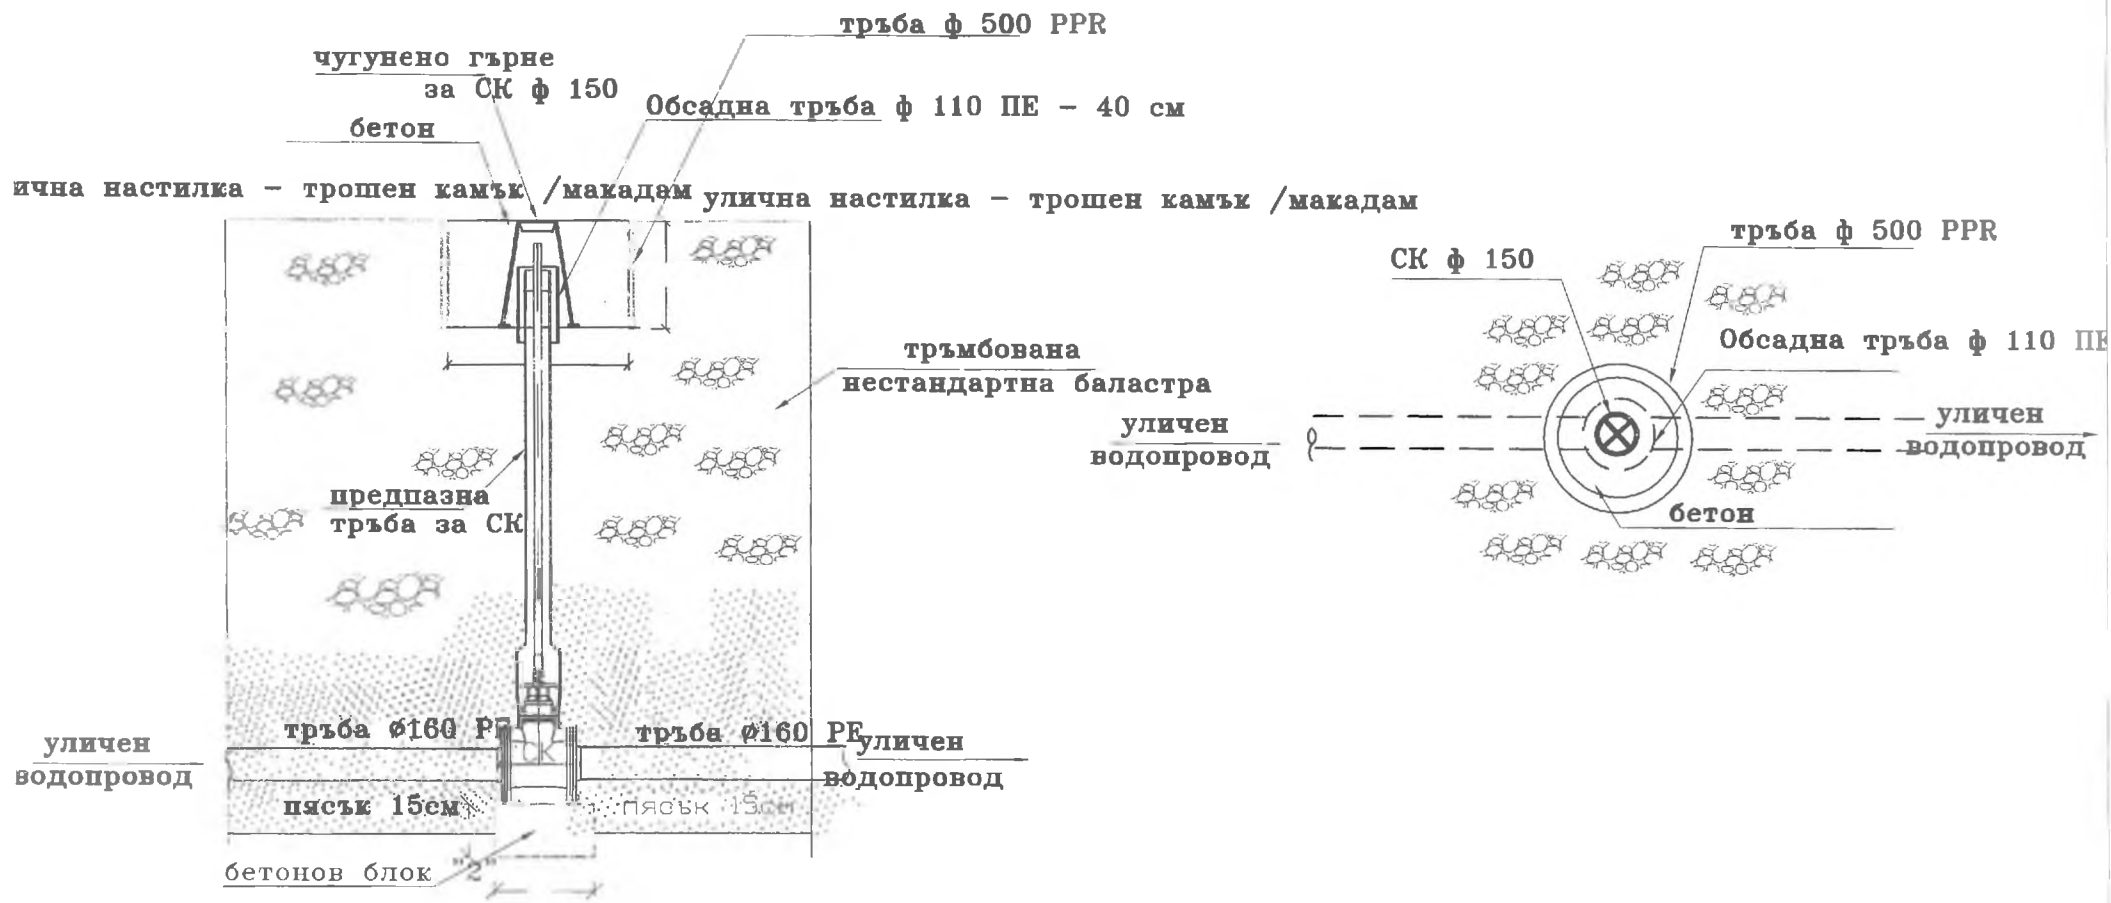 тръба ф 500 PPR
чугунено гърне
за СК ф 150
Обсадна тръба ф 110 ПЕ - 40 см
бетон
ична настилка - трошен камък /макадам
улична настилка - трошен камък /макадам
тръба ф 500 PPR
СК ф 150
Обсадна тръба ф 110 ПЕ
тръмбована
нестандартна баластра
уличен
водопровод
уличен
водопровод
предпазна
тръба за СК
бетон
тръба ø160 PE
тръба ø160 PE
СК
уличен
водопровод
уличен
водопровод
пясък 15см
пясък 15см
бетонов блок "2"